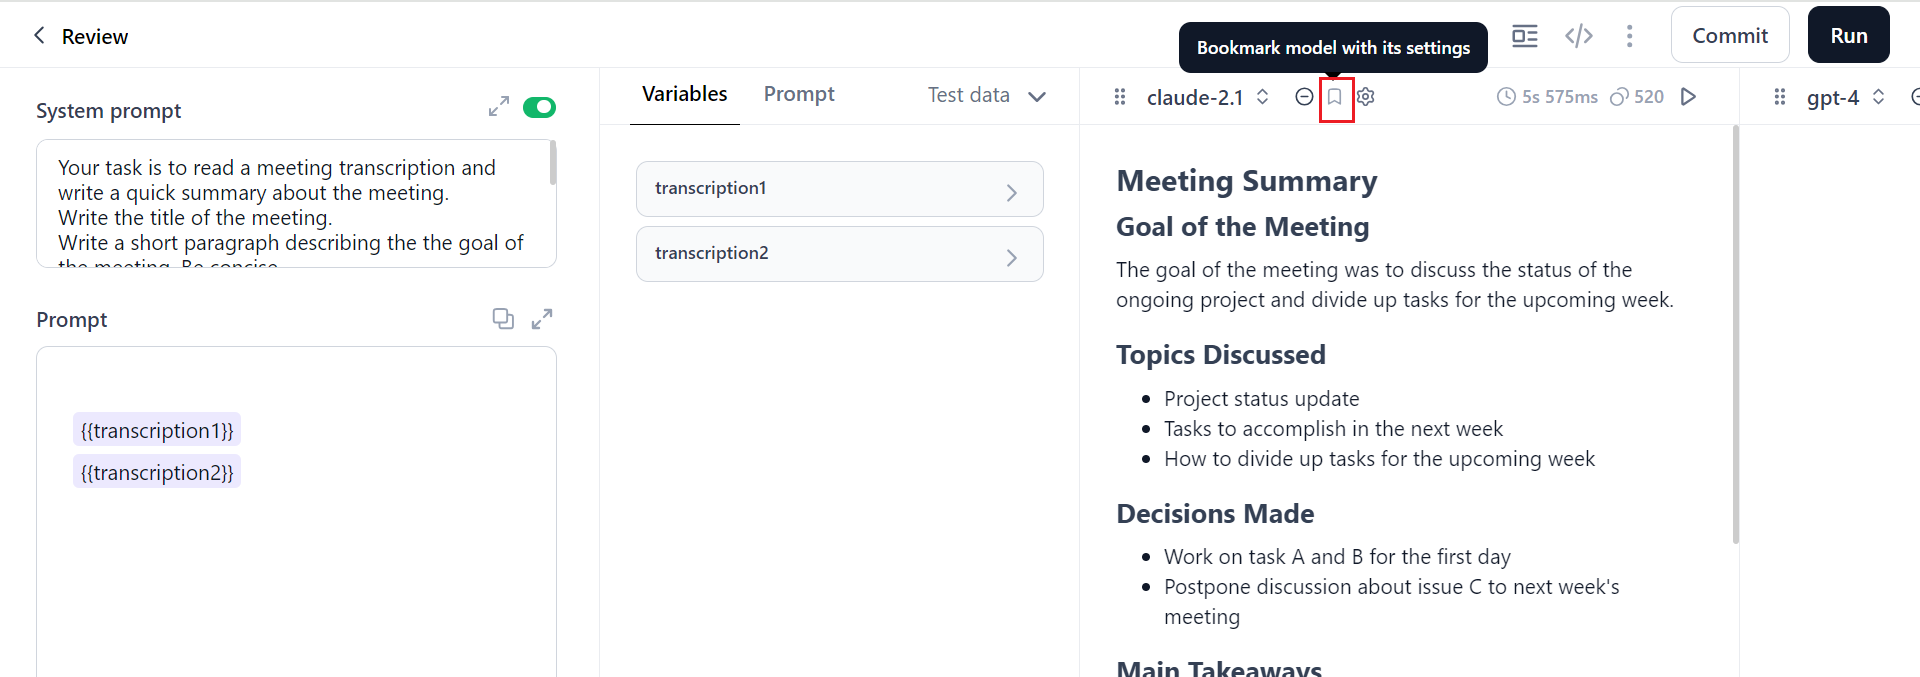 Review
Bookmark model with its settings
Commit
Run
System prompt
Your task is to read a meeting transcription and
write a quick summary about the meeting.
Write the title of the meeting.
Write a short paragraph describing the the goal of
the meeting. Be concise.
Prompt
{{transcription1}}
{{transcription2}}
Variables
Prompt
Test data
transcription1
transcription2
claude-2.1
5s 575ms
520
gpt-4
Meeting Summary
Goal of the Meeting
The goal of the meeting was to discuss the status of the
ongoing project and divide up tasks for the upcoming week.
Topics Discussed
Project status update
Tasks to accomplish in the next week
How to divide up tasks for the upcoming week
Decisions Made
Work on task A and B for the first day
Postpone discussion about issue C to next week's
meeting
Main Takeaways